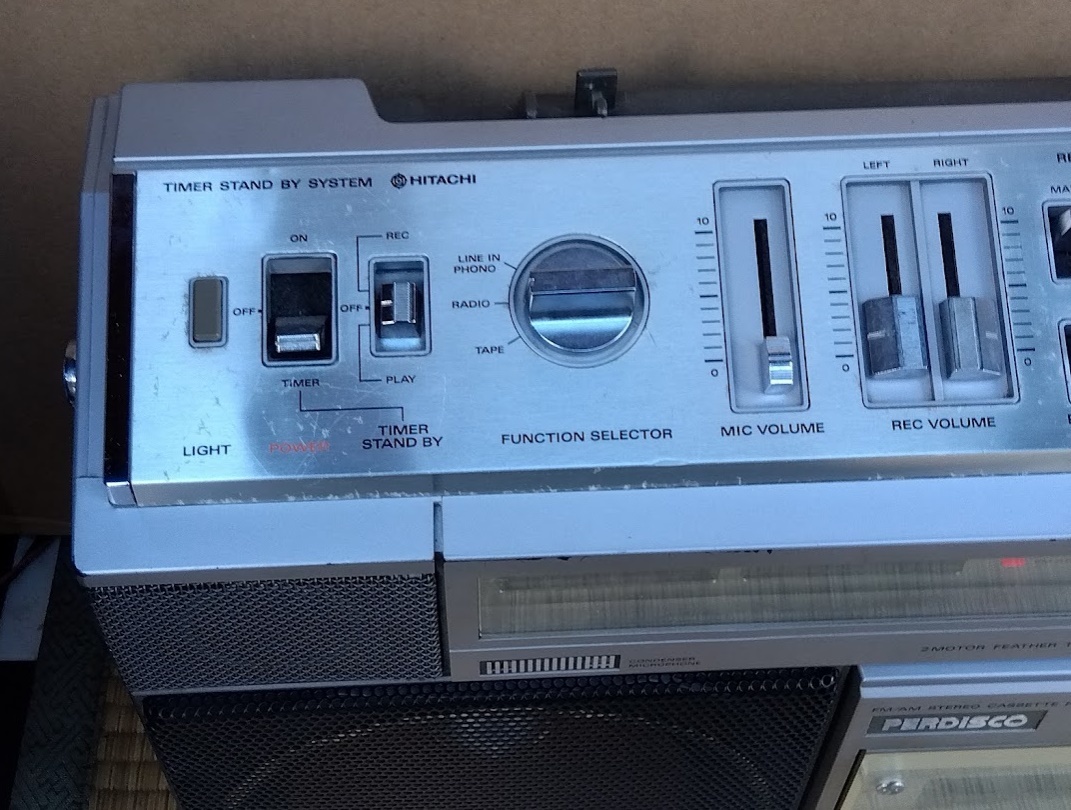 TIMER STAND BY SYSTEM HITACHI
LEFT RIGHT
ON
REC
LINE IN
PHONO
10
10
10
OFF
OFF
RADIO
TAPE
0
0
0
TIMER
PLAY
TIMER
STAND BY
LIGHT
POWER
FUNCTION SELECTOR
MIC VOLUME
REC VOLUME
CONDENSER
MICROPHONE
2 MOTOR FEATHER
FM/AM STEREO CASSETTE
PERDISCO